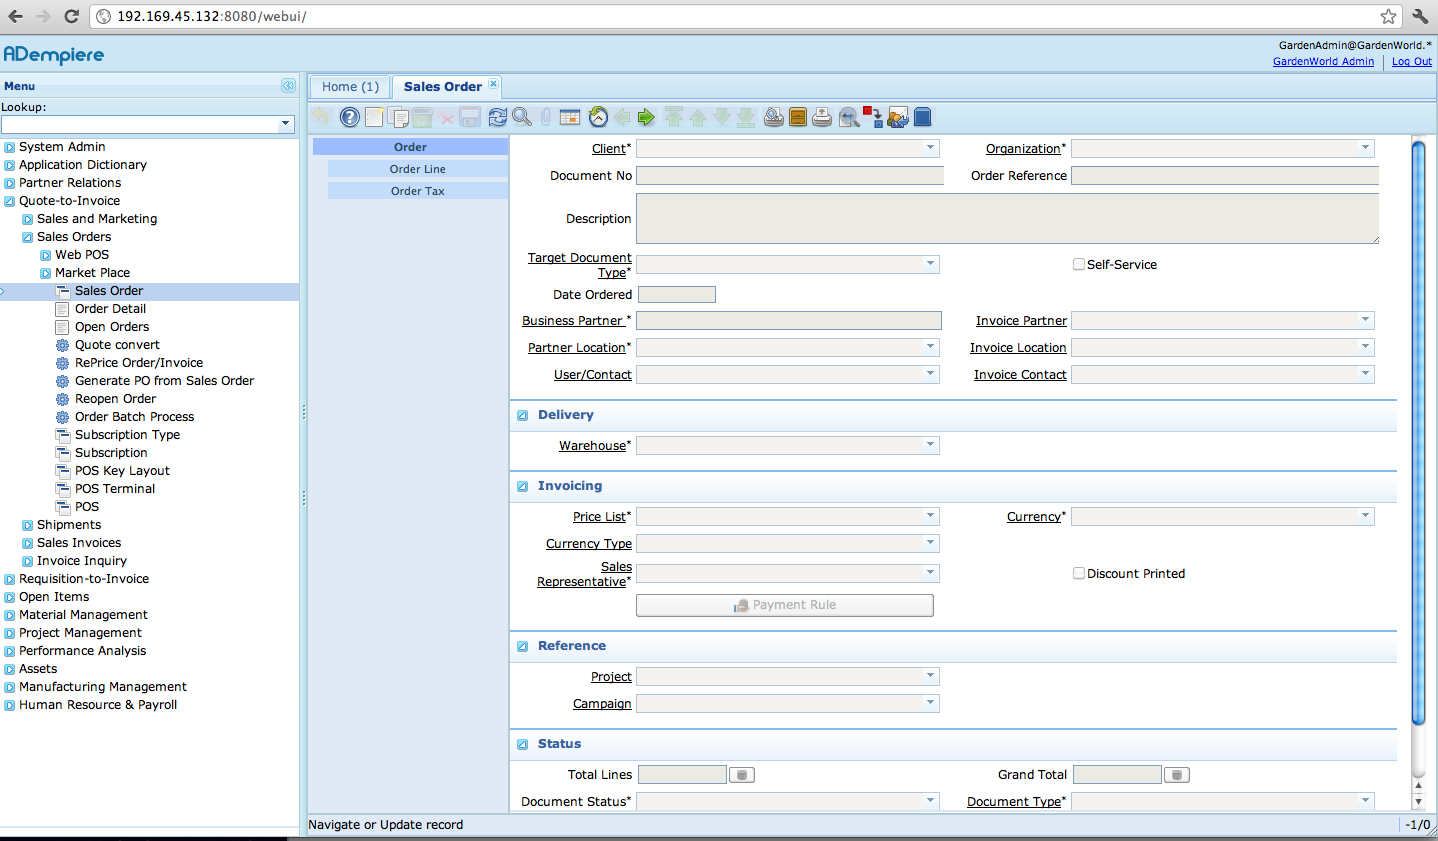 192.169.45.132:8080/webui/
ADempiere
GardenAdmin@GardenWorld.*
GardenWorld Admin
Log Out
Menu
Lookup:
System Admin
Application Dictionary
Partner Relations
Quote-to-Invoice
Sales and Marketing
Sales Orders
Web POS
Market Place
Sales Order
Order Detail
Open Orders
Quote convert
RePrice Order/Invoice
Generate PO from Sales Order
Reopen Order
Order Batch Process
Subscription Type
Subscription
POS Key Layout
POS Terminal
POS
Shipments
Sales Invoices
Invoice Inquiry
Requisition-to-Invoice
Open Items
Material Management
Project Management
Performance Analysis
Assets
Manufacturing Management
Human Resource & Payroll
Home (1)
Sales Order
Order
Order Line
Order Tax
Client*
Organization*
Document No
Order Reference
Description
Target Document
Type*
Self-Service
Date Ordered
Business Partner *
Invoice Partner
Partner Location*
Invoice Location
User/Contact
Invoice Contact
Delivery
Warehouse*
Invoicing
Price List*
Currency*
Currency Type
Sales
Representative*
Discount Printed
Payment Rule
Reference
Project
Campaign
Status
Total Lines
Grand Total
Document Status*
Document Type*
Navigate or Update record
-1/0